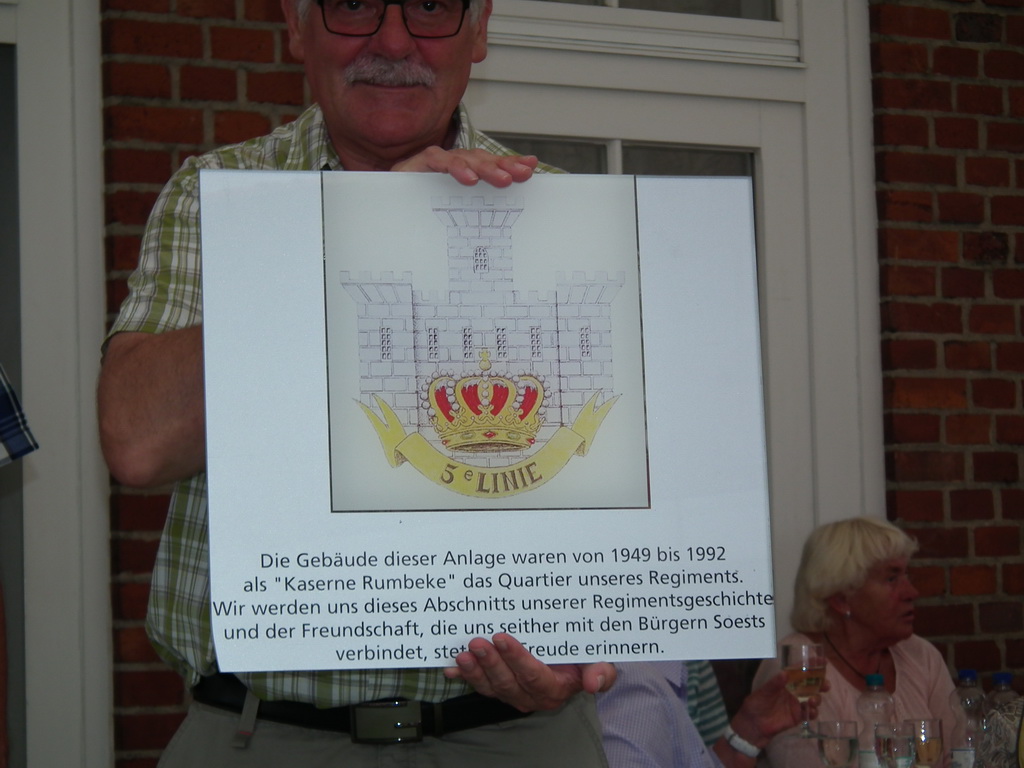 5e LINIE
Die Gebäude dieser Anlage waren von 1949 bis 1992
als "Kaserne Rumbeke" das Quartier unseres Regiments.
Wir werden uns dieses Abschnitts unserer Regimentsgeschichte
und der Freundschaft, die uns seither mit den Bürgern Soests
verbindet, erinnern.